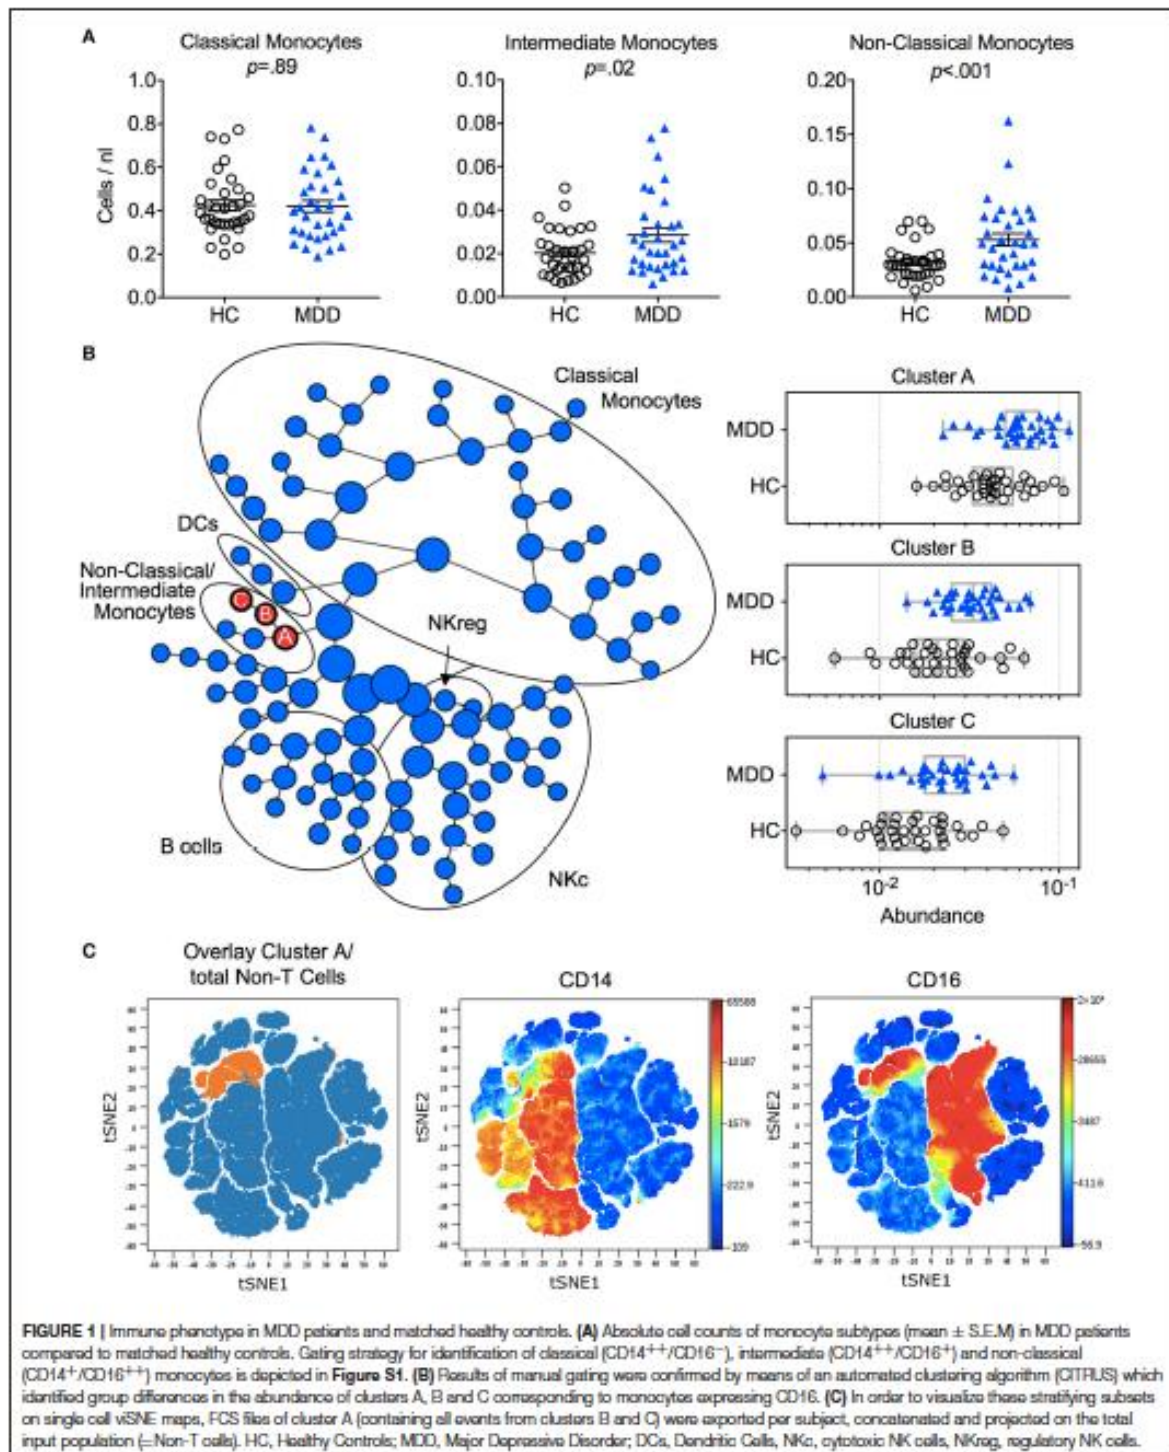 A
Classical Monocytes
p=.89
Intermediate Monocytes
p=.02
Non-Classical Monocytes
p<.001
Cells / nl
1.0
0.8
0.6
0.4
0.2
0.0
HC
MDD
0.10
0.08
0.06
0.04
0.02
0.00
HC
MDD
0.20
0.15
0.10
0.05
0.00
HC
MDD
B
Classical
Monocytes
DCs
Non-Classical/
Intermediate
Monocytes
C
B
A
NKreg
B cells
NKc
Cluster A
MDD
HC
Cluster B
MDD
HC
Cluster C
MDD
HC
10-2
10-1
Abundance
C
Overlay Cluster A/
total Non-T Cells
CD14
CD16
tSNE2
tSNE1
tSNE2
tSNE1
10187
1579
222.9
109
tSNE2
tSNE1
28655
3487
411.6
56.9
FIGURE 1 | Immune phenotype in MDD patients and matched healthy controls. (A) Absolute cell counts of monocyte subtypes (mean ± S.E.M) in MDD patients
compared to matched healthy controls. Gating strategy for identification of classical (CD14++/CD16−), intermediate (CD14++/CD16+) and non-classical
(CD14+/CD16++) monocytes is depicted in Figure S1. (B) Results of manual gating were confirmed by means of an automated clustering algorithm (CITRUS) which
identified group differences in the abundance of clusters A, B and C corresponding to monocytes expressing CD16. (C) In order to visualize these stratifying subsets
on single cell viSNE maps, FCS files of cluster A (containing all events from clusters B and C) were exported per subject, concatenated and projected on the total
input population (=Non-T cells). HC, Healthy Controls; MDD, Major Depressive Disorder; DCs, Dendritic Cells, NKc, cytotoxic NK cells, NKreg, regulatory NK cells.